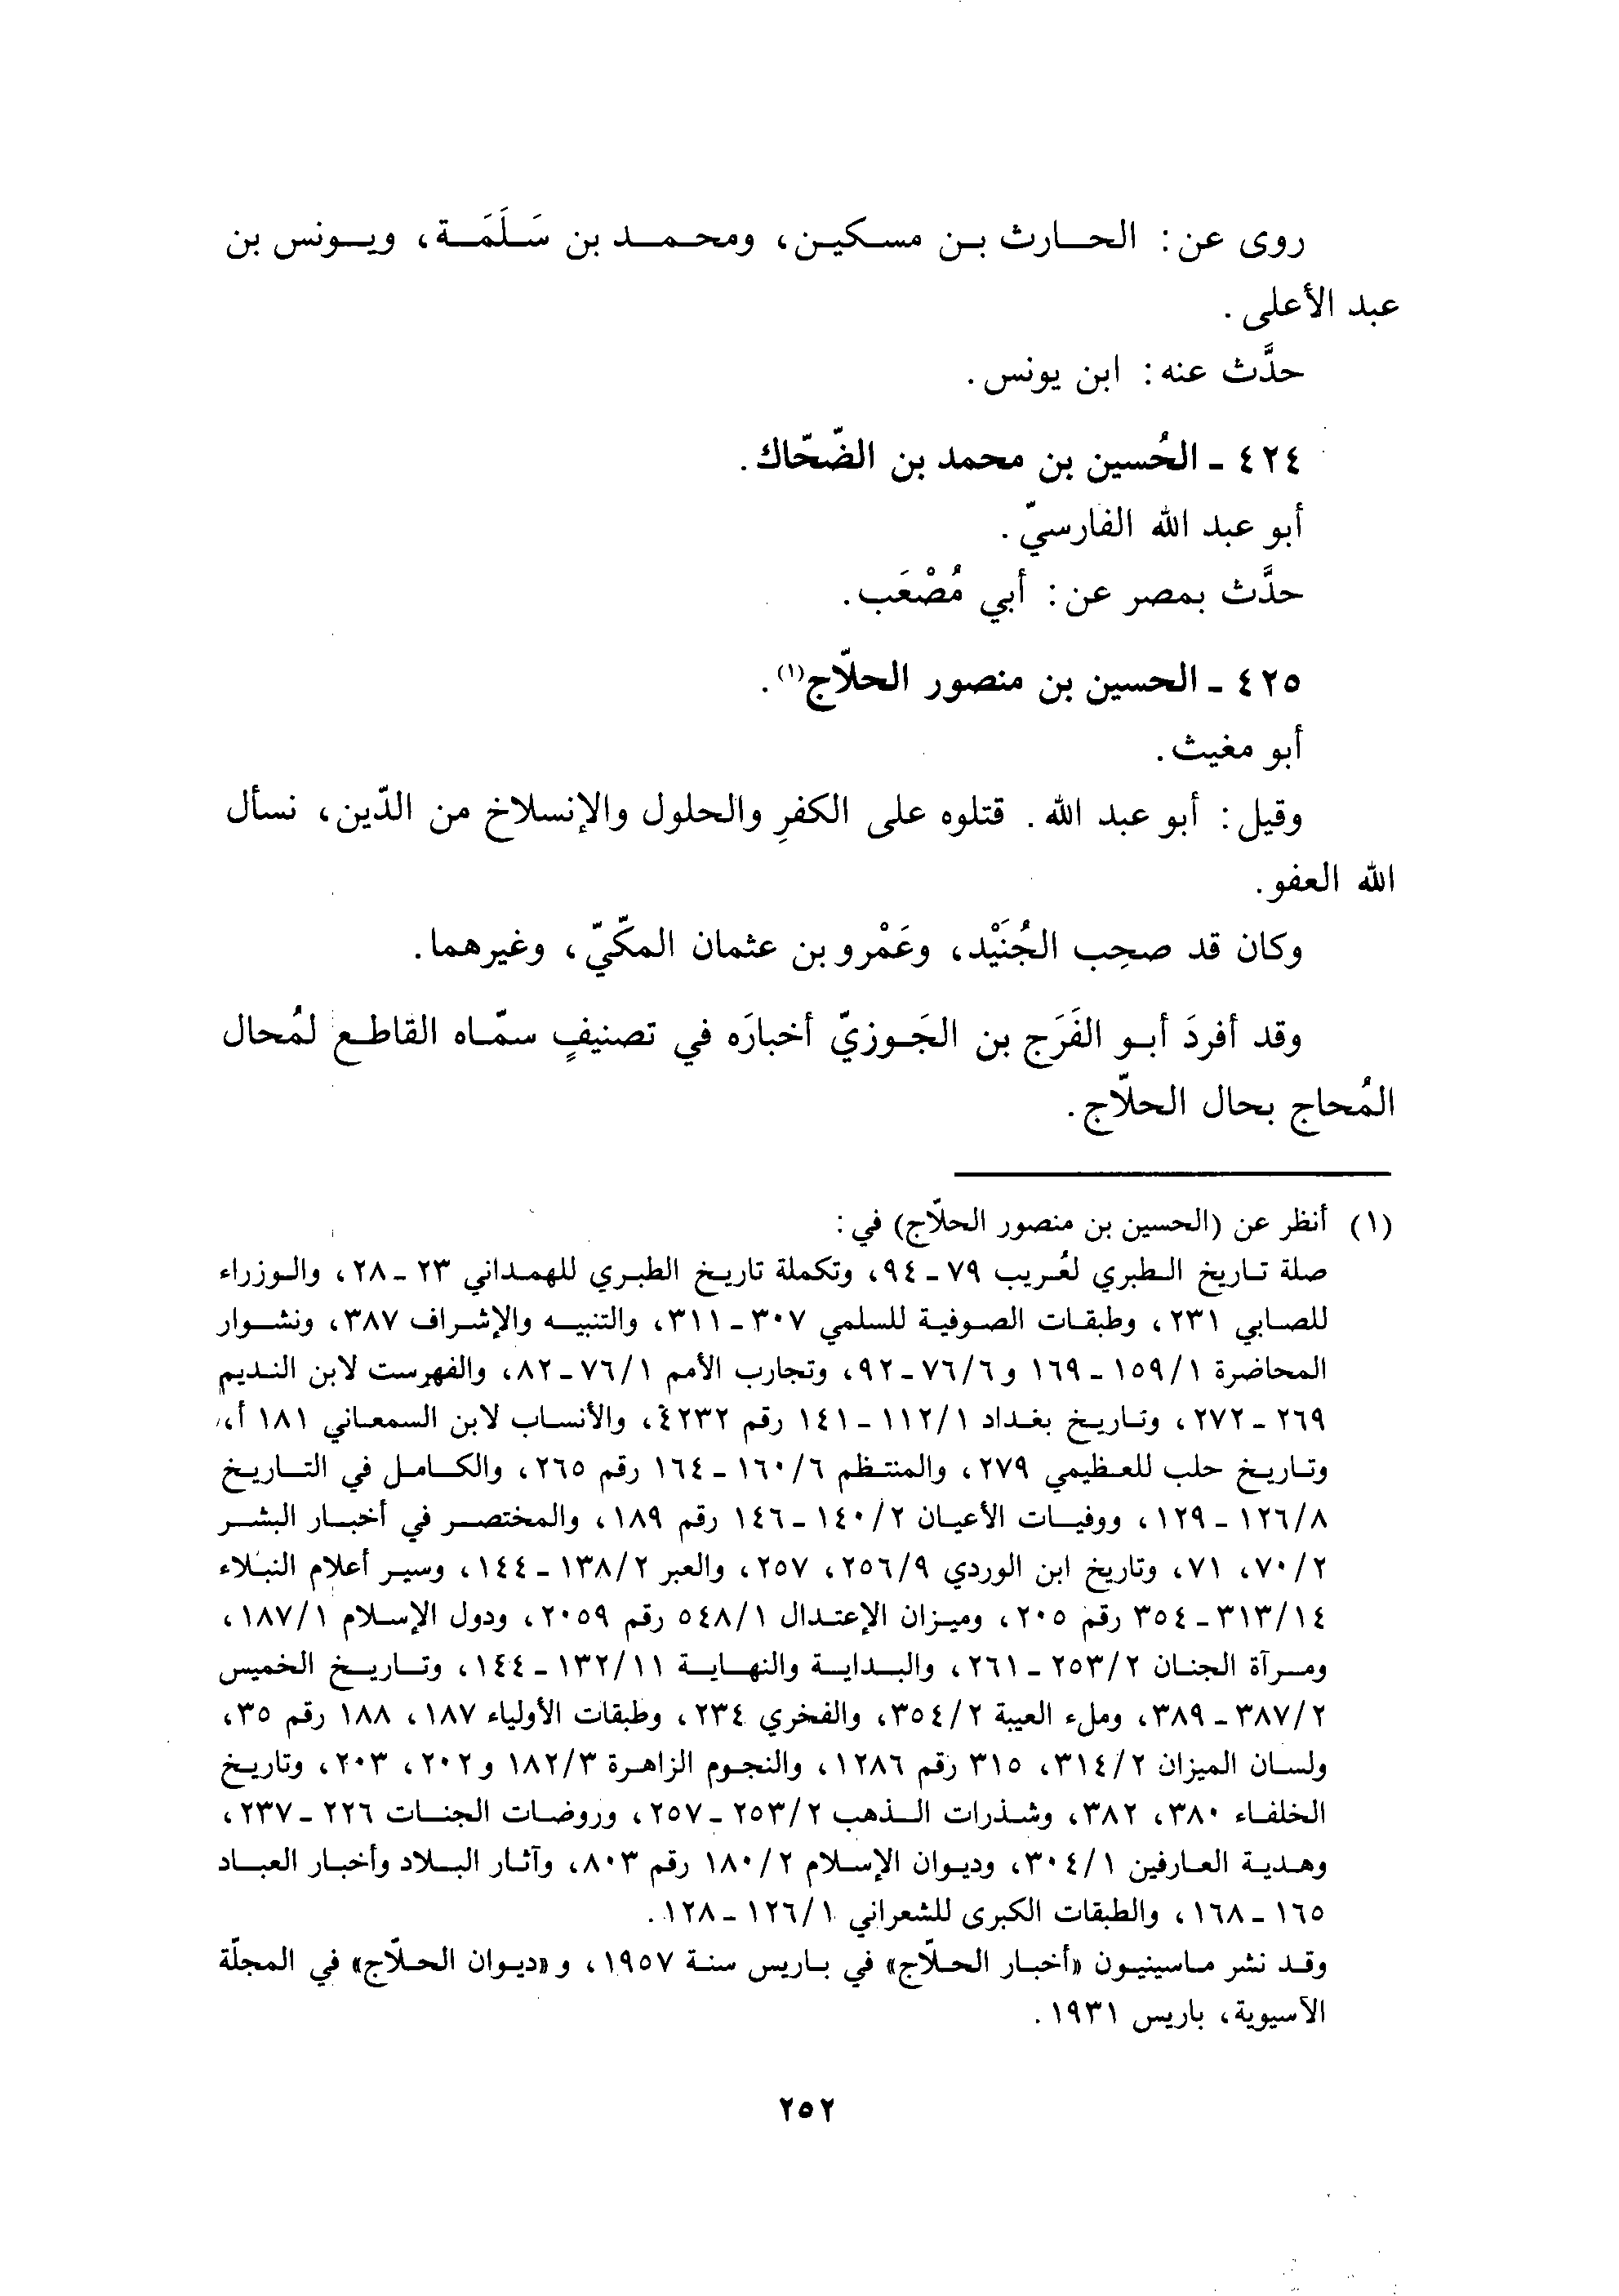 روى عن: الحارث بن مسكين، ومحمد بن سَلَمَة، ويونس بن
عبد الأعلى.
حدَّث عنه: ابن يونس.
٤٢٤ - الحُسين بن محمد بن الضّحّاك.
أبو عبد الله الفارسيّ.
حدَّث بمصر عن: أبي مُصْعَب.
٤٢٥ - الحسين بن منصور الحلّاج(١).
أبو مغيث.
وقيل: أبو عبد الله. قتلوه على الكفرِ والحلول والإنسلاخ من الدّين، نسأل
الله العفو.
وكان قد صحِب الجُنَيْد، وعَمْرو بن عثمان المكّيّ، وغيرهما.
وقد أفردَ أبو الفَرَج بن الجَوزيّ أخبارَه في تصنيفٍ سمّاه القاطع لمُحال
المُحاج بحال الحلّاج.
(١) أنظر عن (الحسين بن منصور الحلّاج) في:
صلة تاريخ الطبري لعُريب ٧٩ - ٩٤، وتكملة تاريخ الطبري للهمداني ٢٣ - ٢٨، والوزراء
للصابي ٢٣١، وطبقات الصوفية للسلمي ٣٠٧ - ٣١١، والتنبيه والإشراف ٣٨٧، ونشوار
المحاضرة ١/١٥٩ - ١٦٩ و٦/٧٦ - ٩٢، وتجارب الأمم ١/٧٦ - ٨٢، والفهرست لابن النديم
٢٦٩ - ٢٧٢، وتاريخ بغداد ١/١١٢ - ١٤١ رقم ٤٢٣٢، والأنساب لابن السمعاني ١٨١ أ،
وتاريخ حلب للعظيمي ٢٧٩، والمنتظم ٦/١٦٠ - ١٦٤ رقم ٢٦٥، والكامل في التاريخ
٨/١٢٦ - ١٢٩، ووفيات الأعيان ٢/١٤٠ - ١٤٦ رقم ١٨٩، والمختصر في أخبار البشر
٢/٧٠، ٧١، وتاريخ ابن الوردي ٩/٢٥٦، ٢٥٧، والعبر ٢/١٣٨ - ١٤٤، وسير أعلام النبلاء
١٤/٣١٣ - ٣٥٤ رقم ٢٠٥، وميزان الإعتدال ١/٥٤٨ رقم ٢٠٥٩، ودول الإسلام ١/١٨٧،
ومرآة الجنان ٢/٢٥٣ - ٢٦١، والبداية والنهاية ١١/١٣٢ - ١٤٤، وتاريخ الخميس
٢/٣٨٧ - ٣٨٩، وملء العيبة ٢/٣٥٤، والفخري ٢٣٤، وطبقات الأولياء ١٨٧، ١٨٨ رقم ٣٥،
ولسان الميزان ٢/٣١٤، ٣١٥ رقم ١٢٨٦، والنجوم الزاهرة ٣/١٨٢ و٢٠٢، ٢٠٣، وتاريخ
الخلفاء ٣٨٠، ٣٨٢، وشذرات الذهب ٢/٢٥٣ - ٢٥٧، وروضات الجنات ٢٢٦ - ٢٣٧،
وهدية العارفين ١/٣٠٤، وديوان الإسلام ٢/١٨٠ رقم ٨٠٣، وآثار البلاد وأخبار العباد
١٦٥ - ١٦٨، والطبقات الكبرى للشعراني ١/١٢٦ - ١٢٨.
وقد نشر ماسينيون «أخبار الحلّاج» في باريس سنة ١٩٥٧، و«ديوان الحلّاج» في المجلّة
الآسيوية، باريس ١٩٣١.
٢٥٢